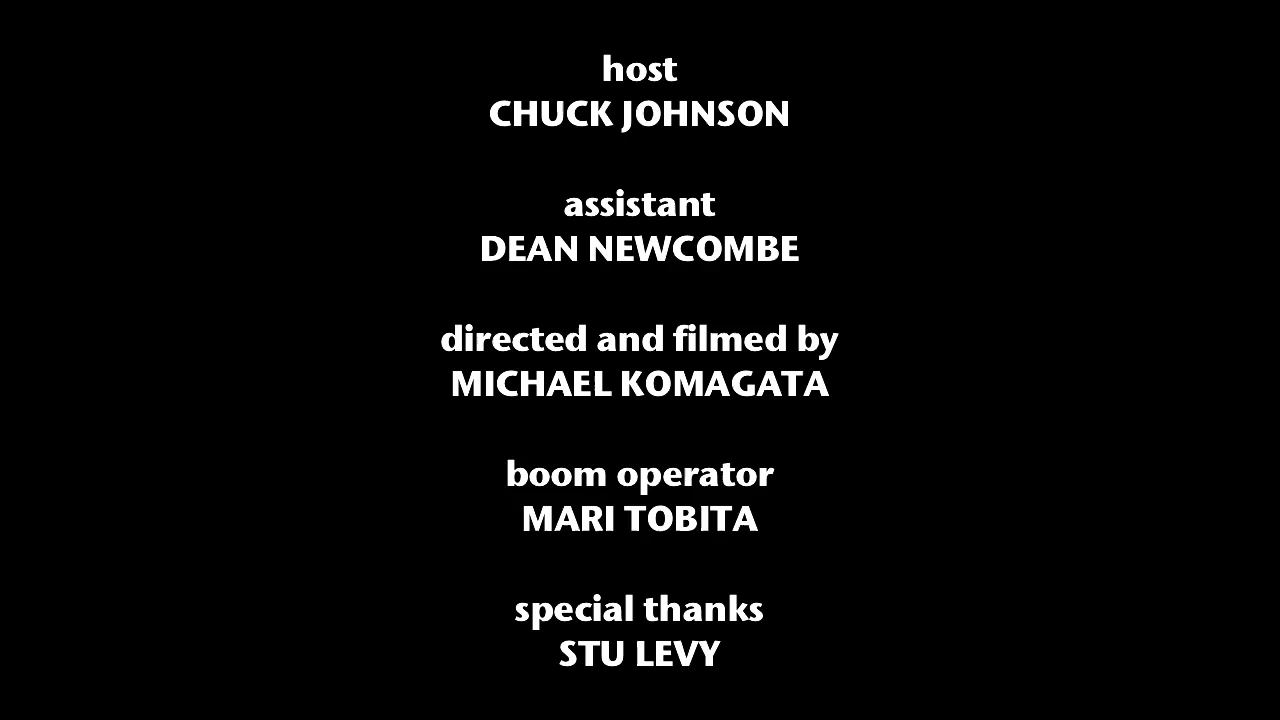 host
CHUCK JOHNSON
assistant
DEAN NEWCOMBE
directed and filmed by
MICHAEL KOMAGATA
boom operator
MARI TOBITA
special thanks
STU LEVY